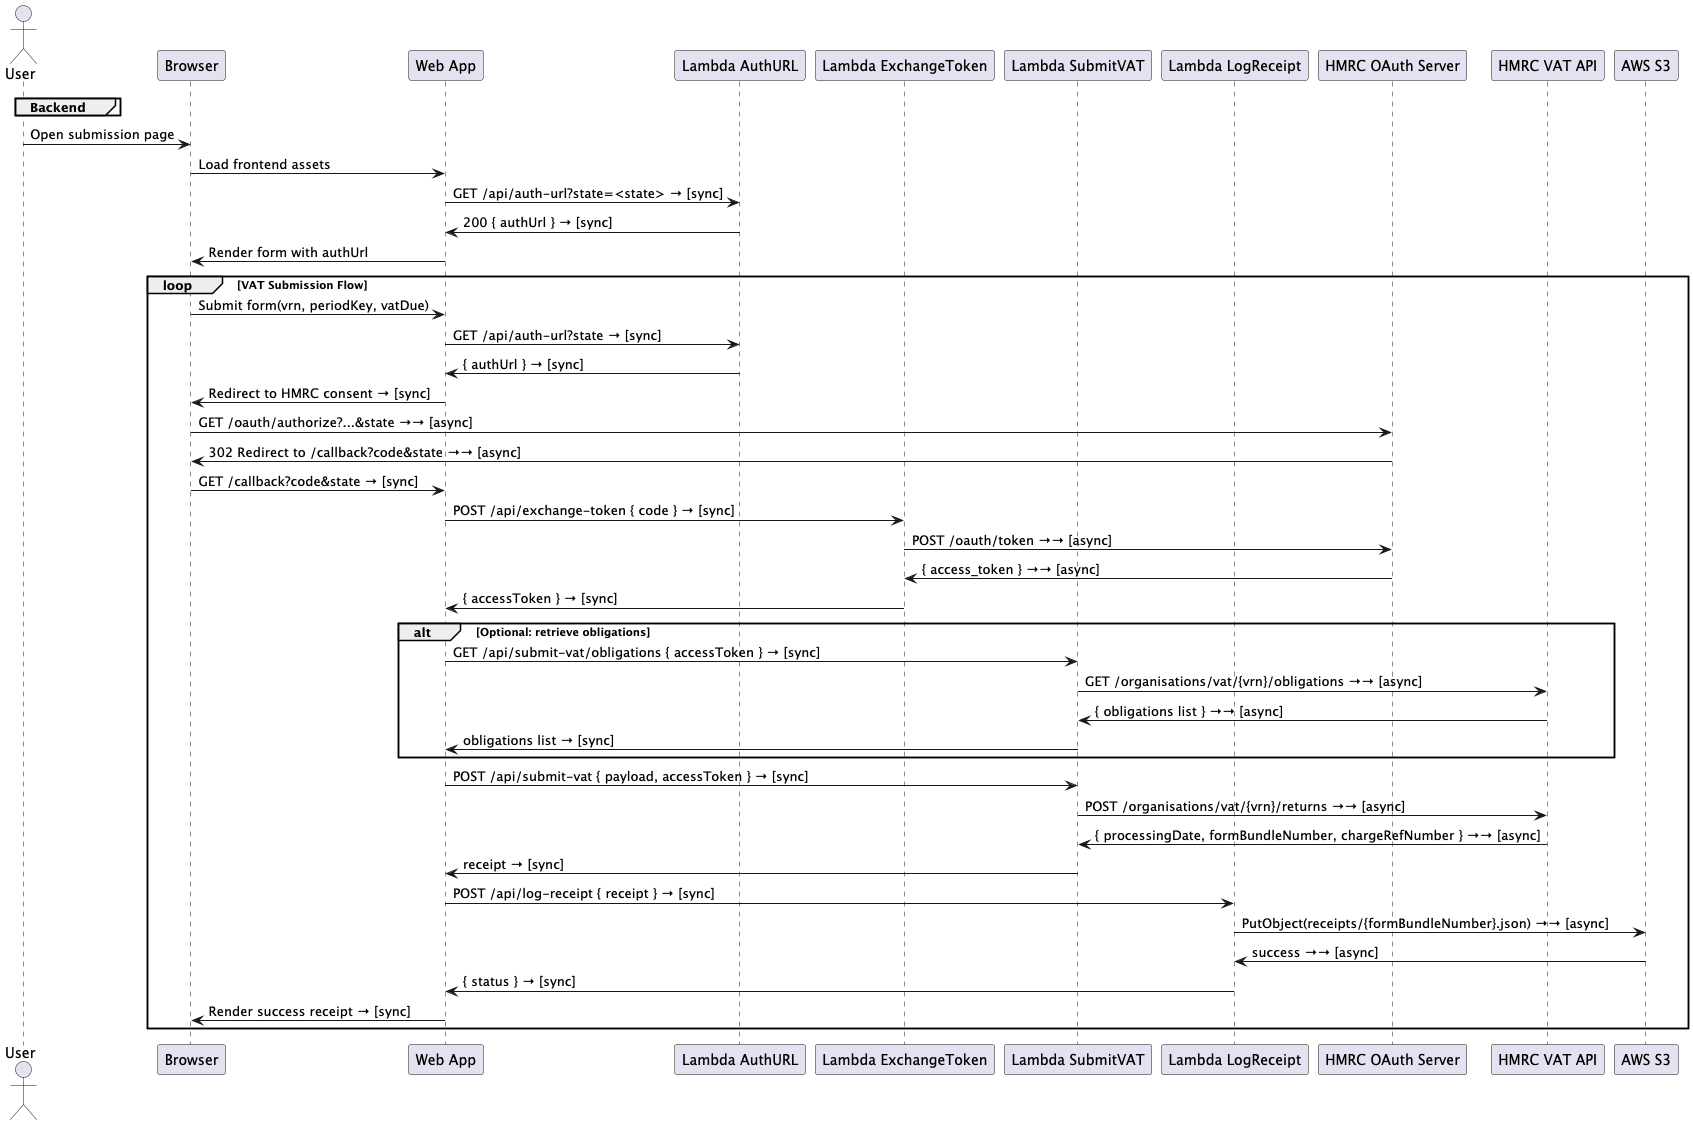 User
Browser
Web App
Lambda AuthURL
Lambda ExchangeToken
Lambda SubmitVAT
Lambda LogReceipt
HMRC OAuth Server
HMRC VAT API
AWS S3
Backend
Open submission page
Load frontend assets
GET /api/auth-url?state=<state> → [sync]
200 { authUrl } → [sync]
Render form with authUrl
loop [VAT Submission Flow]
Submit form(vrn, periodKey, vatDue)
GET /api/auth-url?state → [sync]
{ authUrl } → [sync]
Redirect to HMRC consent → [sync]
GET /oauth/authorize?...&state →→ [async]
302 Redirect to /callback?code&state →→ [async]
GET /callback?code&state → [sync]
POST /api/exchange-token { code } → [sync]
POST /oauth/token →→ [async]
{ access_token } →→ [async]
{ accessToken } → [sync]
alt [Optional: retrieve obligations]
GET /api/submit-vat/obligations { accessToken } → [sync]
GET /organisations/vat/{vrn}/obligations →→ [async]
{ obligations list } →→ [async]
obligations list → [sync]
POST /api/submit-vat { payload, accessToken } → [sync]
POST /organisations/vat/{vrn}/returns →→ [async]
{ processingDate, formBundleNumber, chargeRefNumber } →→ [async]
receipt → [sync]
POST /api/log-receipt { receipt } → [sync]
PutObject(receipts/{formBundleNumber}.json) →→ [async]
success →→ [async]
{ status } → [sync]
Render success receipt → [sync]
User
Browser
Web App
Lambda AuthURL
Lambda ExchangeToken
Lambda SubmitVAT
Lambda LogReceipt
HMRC OAuth Server
HMRC VAT API
AWS S3